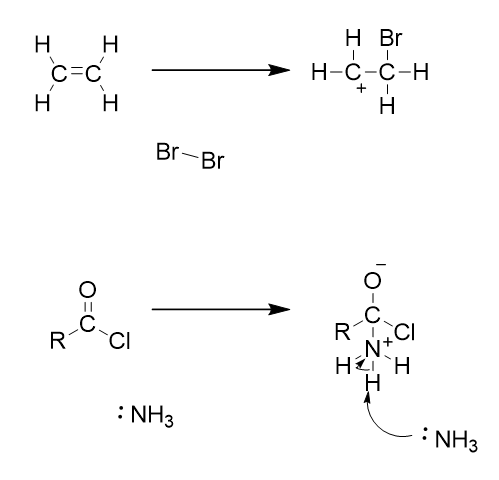 H H H Br
C=C H–C–C–H
+
H H H
Br–Br
O O−
C C
R Cl R Cl
N+
H H
:NH3 H
:NH3